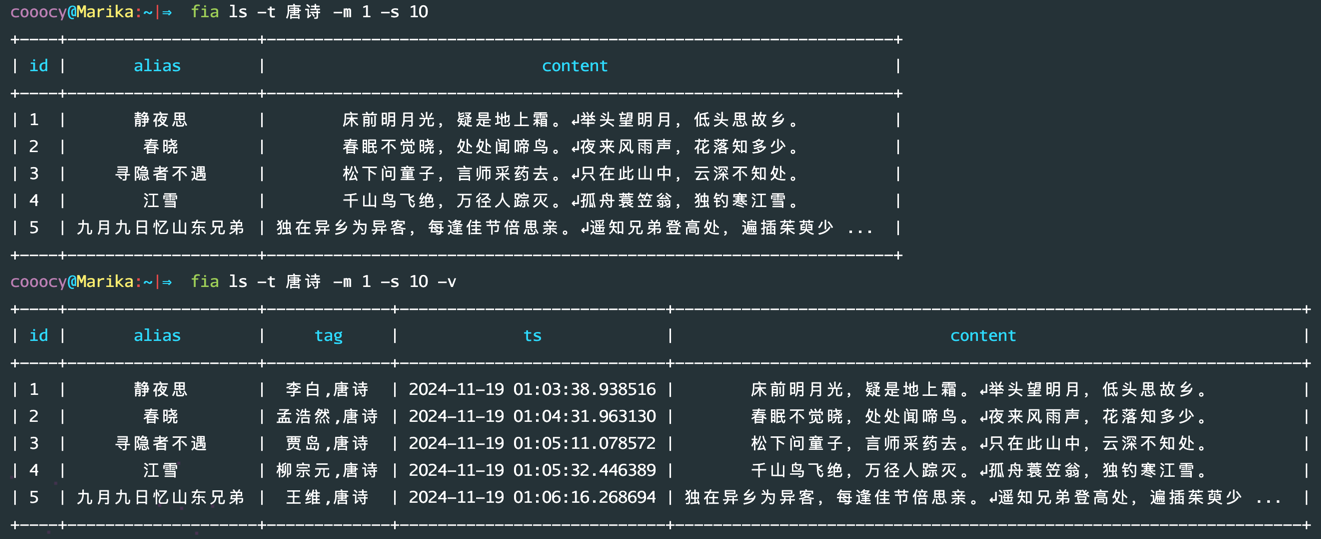 cooocy@Marika:~|⇒  fia ls -t 唐诗 -m 1 -s 10
+----+--------------------+------------------------------------------------------------------+
| id |       alias        |                             content                              |
+----+--------------------+------------------------------------------------------------------+
| 1  |       静夜思       |        床前明月光，疑是地上霜。↲举头望明月，低头思故乡。         |
| 2  |        春晓        |        春眠不觉晓，处处闻啼鸟。↲夜来风雨声，花落知多少。         |
| 3  |     寻隐者不遇     |        松下问童子，言师采药去。↲只在此山中，云深不知处。         |
| 4  |        江雪        |        千山鸟飞绝，万径人踪灭。↲孤舟蓑笠翁，独钓寒江雪。         |
| 5  | 九月九日忆山东兄弟 | 独在异乡为异客，每逢佳节倍思亲。↲遥知兄弟登高处，遍插茱萸少 ...  |
+----+--------------------+------------------------------------------------------------------+
cooocy@Marika:~|⇒  fia ls -t 唐诗 -m 1 -s 10 -v
+----+--------------------+-------------+----------------------------+------------------------------------------------------------------+
| id |       alias        |     tag     |             ts             |                             content                              |
+----+--------------------+-------------+----------------------------+------------------------------------------------------------------+
| 1  |       静夜思       |  李白,唐诗  | 2024-11-19 01:03:38.938516 |        床前明月光，疑是地上霜。↲举头望明月，低头思故乡。         |
| 2  |        春晓        | 孟浩然,唐诗 | 2024-11-19 01:04:31.963130 |        春眠不觉晓，处处闻啼鸟。↲夜来风雨声，花落知多少。         |
| 3  |     寻隐者不遇     |  贾岛,唐诗  | 2024-11-19 01:05:11.078572 |        松下问童子，言师采药去。↲只在此山中，云深不知处。         |
| 4  |        江雪        | 柳宗元,唐诗 | 2024-11-19 01:05:32.446389 |        千山鸟飞绝，万径人踪灭。↲孤舟蓑笠翁，独钓寒江雪。         |
| 5  | 九月九日忆山东兄弟 |  王维,唐诗  | 2024-11-19 01:06:16.268694 | 独在异乡为异客，每逢佳节倍思亲。↲遥知兄弟登高处，遍插茱萸少 ...  |
+----+--------------------+-------------+----------------------------+------------------------------------------------------------------+